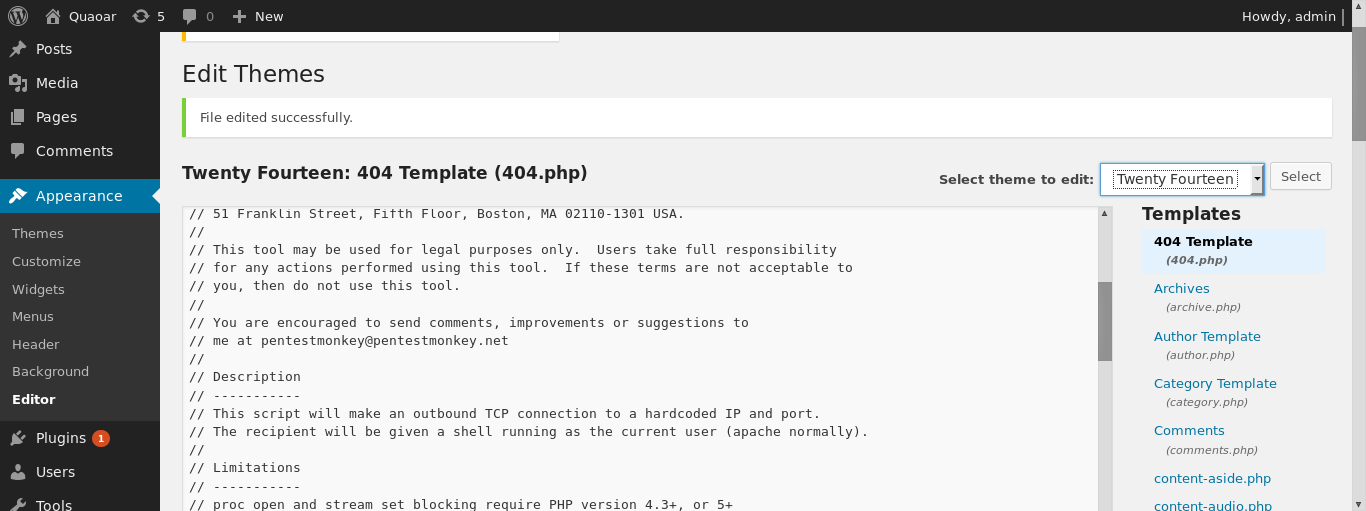 Quaoar 5 0 New Howdy, admin
Posts
Media
Pages
Comments
Appearance
Themes
Customize
Widgets
Menus
Header
Background
Editor
Plugins 1
Users
Tools
Edit Themes
File edited successfully.
Twenty Fourteen: 404 Template (404.php)
Select theme to edit: Twenty Fourteen Select
// 51 Franklin Street, Fifth Floor, Boston, MA 02110-1301 USA.
//
// This tool may be used for legal purposes only.  Users take full responsibility
// for any actions performed using this tool.  If these terms are not acceptable to
// you, then do not use this tool.
//
// You are encouraged to send comments, improvements or suggestions to
// me at pentestmonkey@pentestmonkey.net
//
// Description
// -----------
// This script will make an outbound TCP connection to a hardcoded IP and port.
// The recipient will be given a shell running as the current user (apache normally).
//
// Limitations
// -----------
// proc_open and stream_set_blocking require PHP version 4.3+, or 5+
Templates
404 Template
(404.php)
Archives
(archive.php)
Author Template
(author.php)
Category Template
(category.php)
Comments
(comments.php)
content-aside.php
content-audio.php